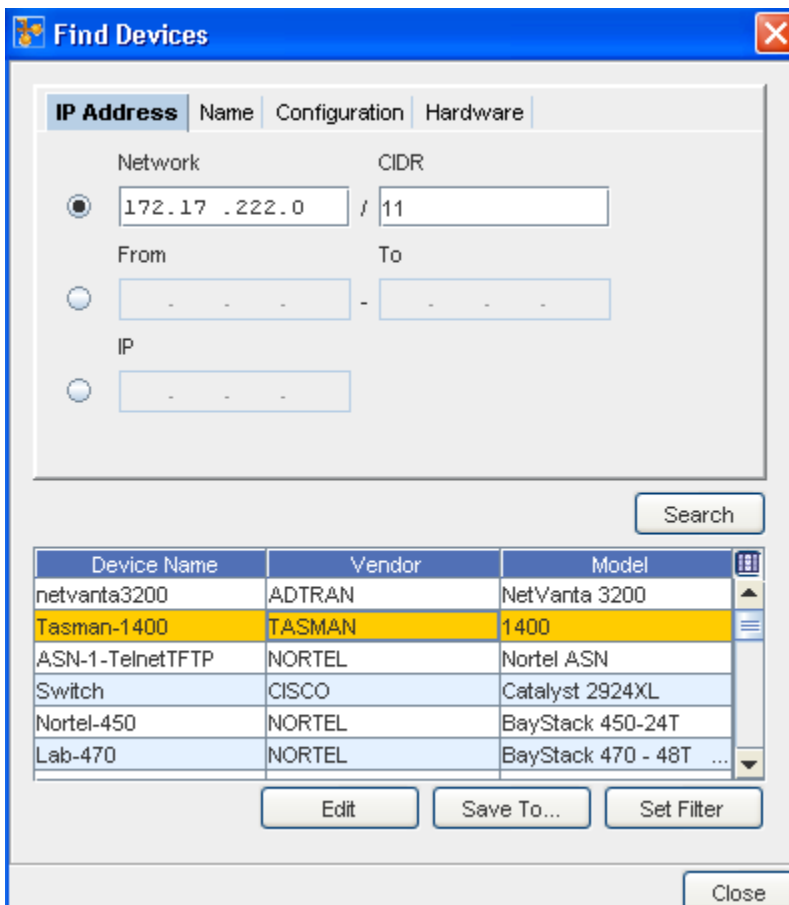 Find Devices
IP Address Name Configuration Hardware
Network CIDR
172.17 .222.0 / 11
From To
. . . - . . .
IP
. . .
Search
Device Name Vendor Model
netvanta3200 ADTRAN NetVanta 3200
Tasman-1400 TASMAN 1400
ASN-1-TelnetTFTP NORTEL Nortel ASN
Switch CISCO Catalyst 2924XL
Nortel-450 NORTEL BayStack 450-24T
Lab-470 NORTEL BayStack 470 - 48T ...
Edit Save To... Set Filter
Close